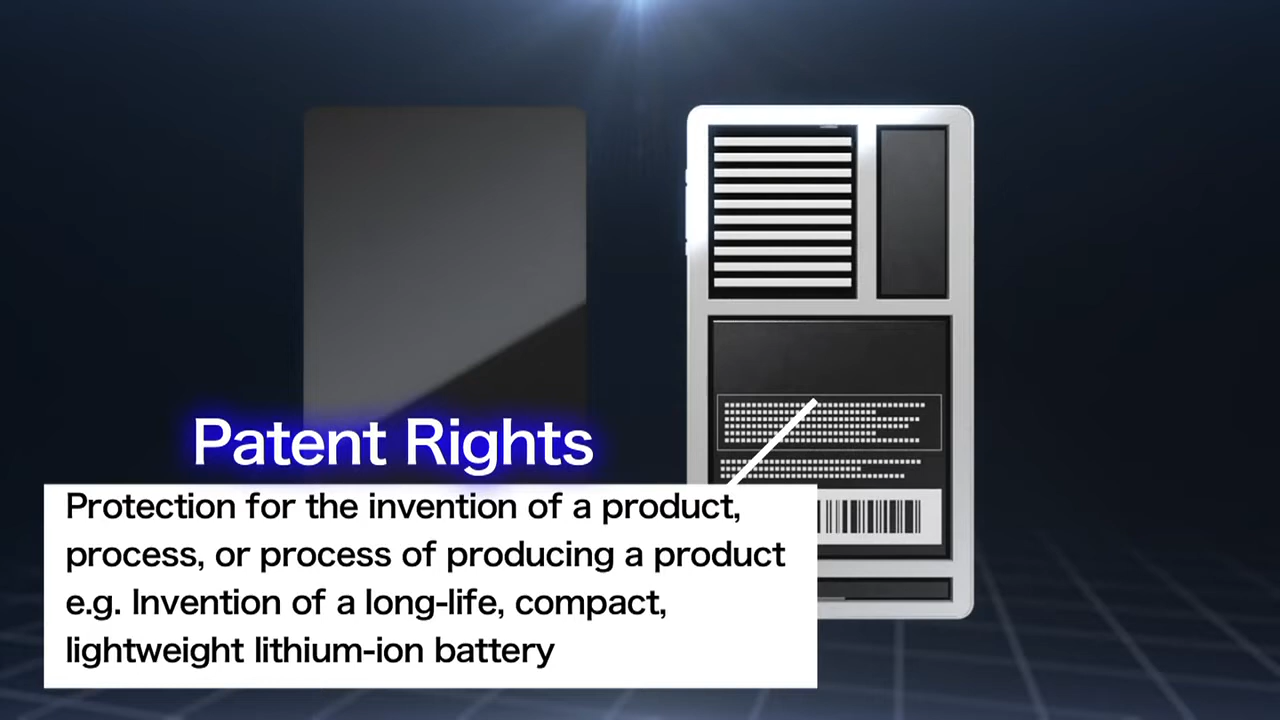 Patent Rights
Protection for the invention of a product,
process, or process of producing a product
e.g. Invention of a long-life, compact,
lightweight lithium-ion battery